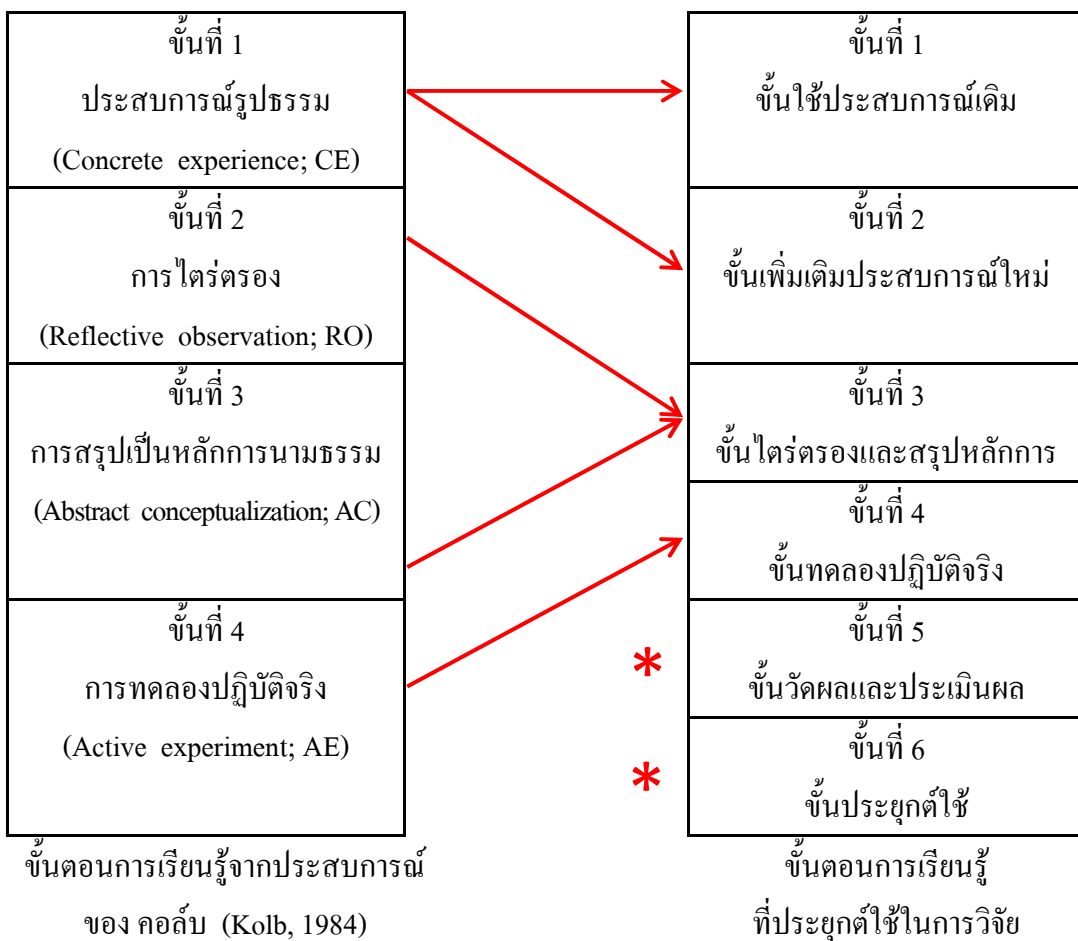 ขั้นที่ 1
ประสบการณ์รูปธรรม
(Concrete experience; CE)
ขั้นที่ 2
การไตร่ตรอง
(Reflective observation; RO)
ขั้นที่ 3
การสรุปเป็นหลักการนามธรรม
(Abstract conceptualization; AC)
ขั้นที่ 4
การทดลองปฏิบัติจริง
(Active experiment; AE)
ขั้นตอนการเรียนรู้จากประสบการณ์
ของ คอล์บ (Kolb, 1984)
ขั้นที่ 1
ขั้นใช้ประสบการณ์เดิม
ขั้นที่ 2
ขั้นเพิ่มเติมประสบการณ์ใหม่
ขั้นที่ 3
ขั้นไตร่ตรองและสรุปหลักการ
ขั้นที่ 4
ขั้นทดลองปฏิบัติจริง
*
ขั้นที่ 5
ขั้นวัดผลและประเมินผล
*
ขั้นที่ 6
ขั้นประยุกต์ใช้
ขั้นตอนการเรียนรู้
ที่ประยุกต์ใช้ในการวิจัย